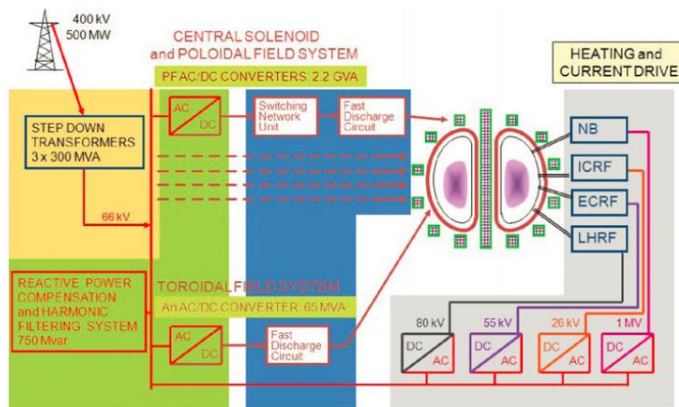 400 kV
500 MW
CENTRAL SOLENOID
and POLOIDAL FIELD SYSTEM
PF AC/DC CONVERTERS: 2.2 GVA
HEATING and
CURRENT DRIVE
STEP DOWN
TRANSFORMERS
3 x 300 MVA
AC
DC
Switching
Network
Unit
Fast
Discharge
Circuit
NB
ICRF
ECRF
LHRF
66 kV
REACTIVE POWER
COMPENSATION
and HARMONIC
FILTERING SYSTEM
750 Mvar
TOROIDAL FIELD SYSTEM
An AC/DC CONVERTER: 65 MVA
AC
DC
Fast
Discharge
Circuit
80 kV
55 kV
26 kV
1 MV
DC
AC
DC
AC
DC
AC
DC
AC